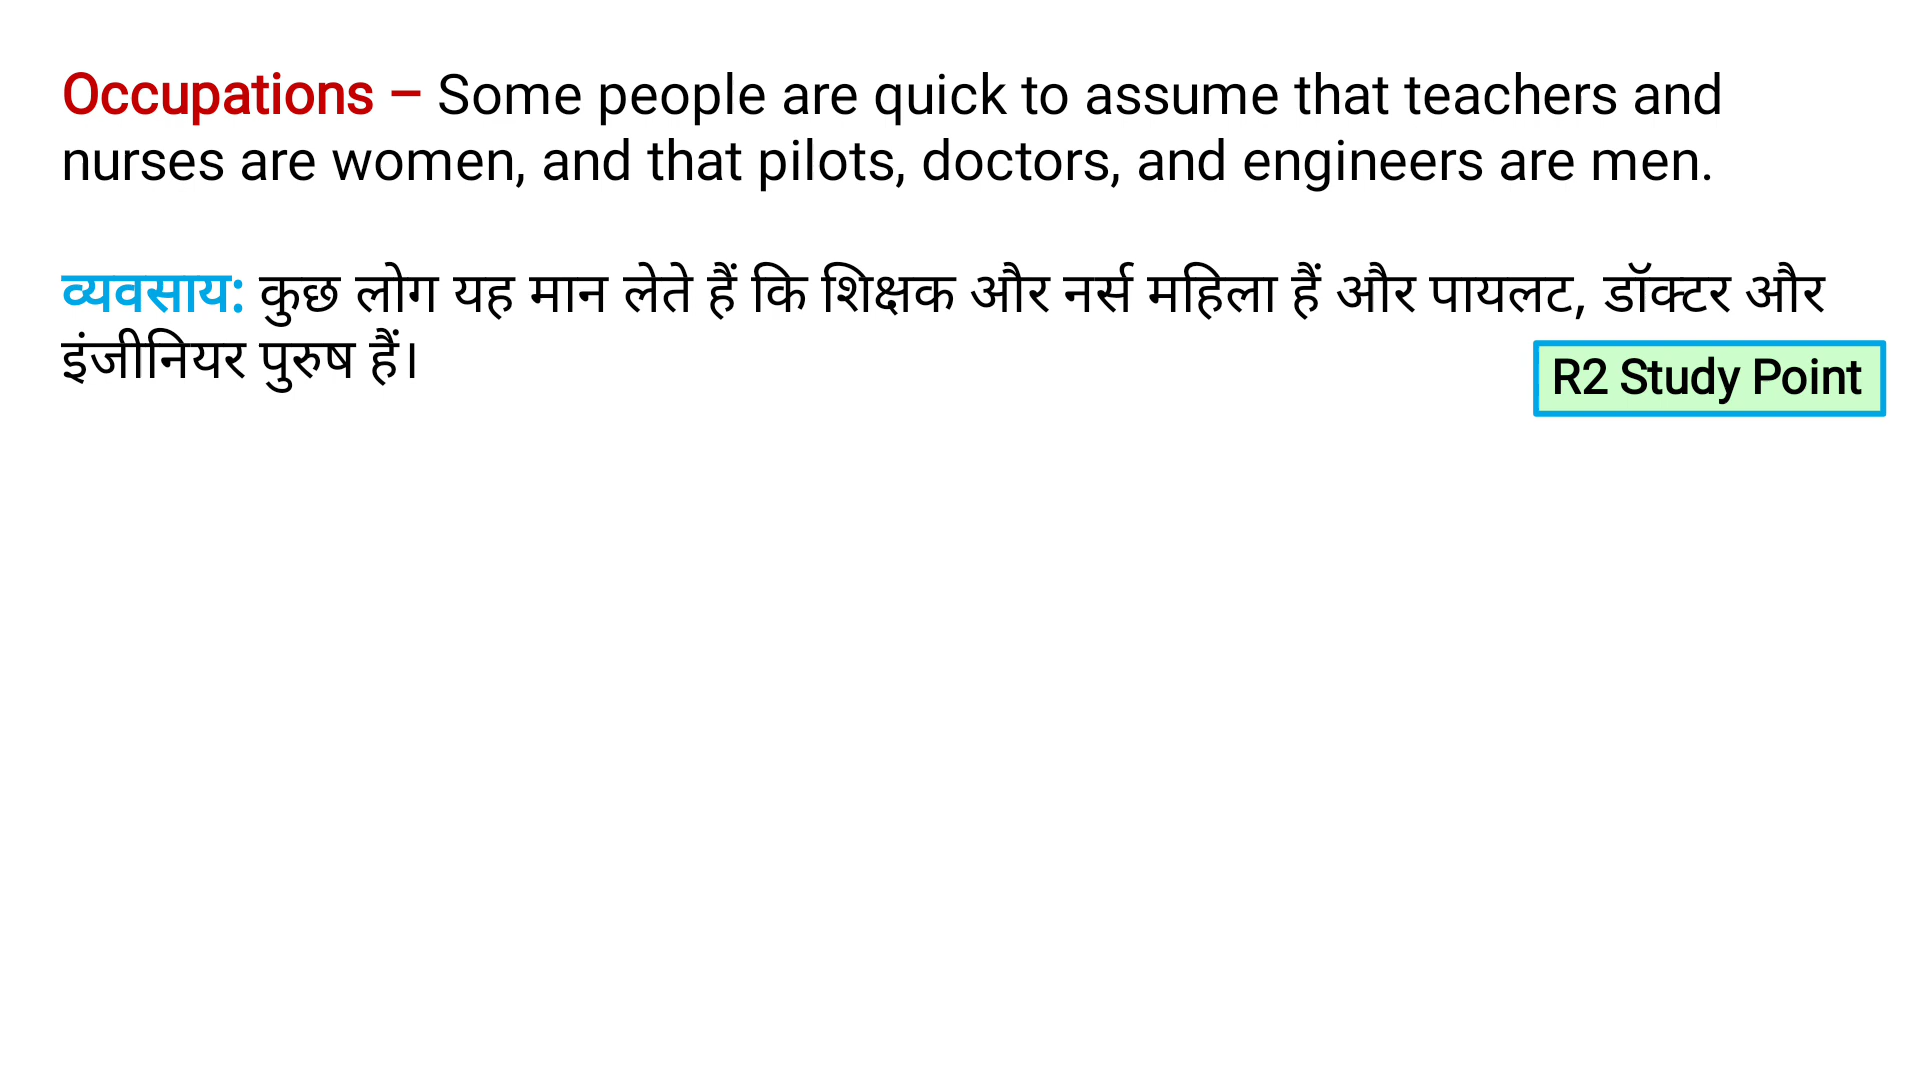 Occupations – Some people are quick to assume that teachers and
nurses are women, and that pilots, doctors, and engineers are men.
व्यवसाय: कुछ लोग यह मान लेते हैं कि शिक्षक और नर्स महिला हैं और पायलट, डॉक्टर और
इंजीनियर पुरुष हैं।
R2 Study Point